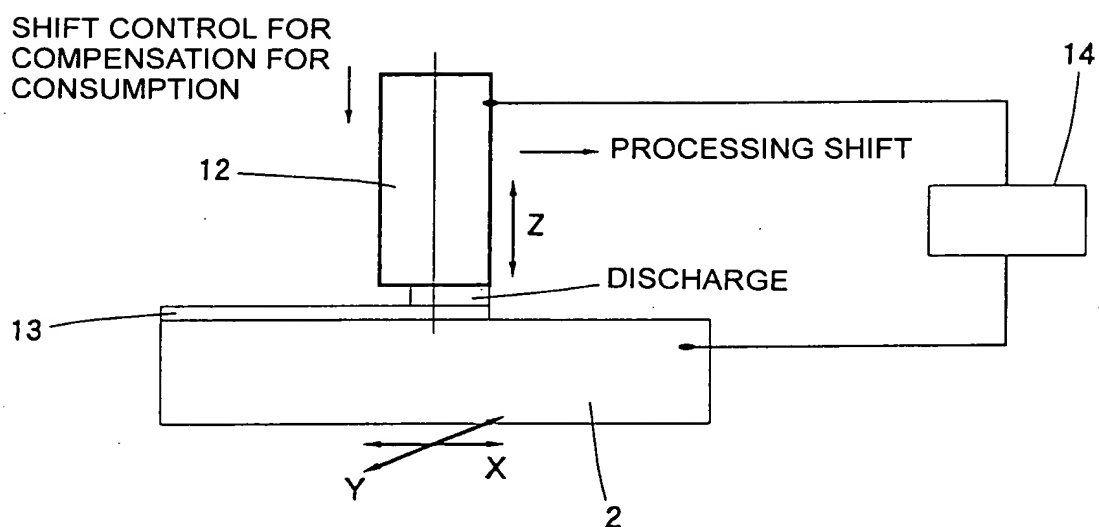 SHIFT CONTROL FOR
COMPENSATION FOR
CONSUMPTION
14
12
PROCESSING SHIFT
Z
DISCHARGE
13
X
Y
2